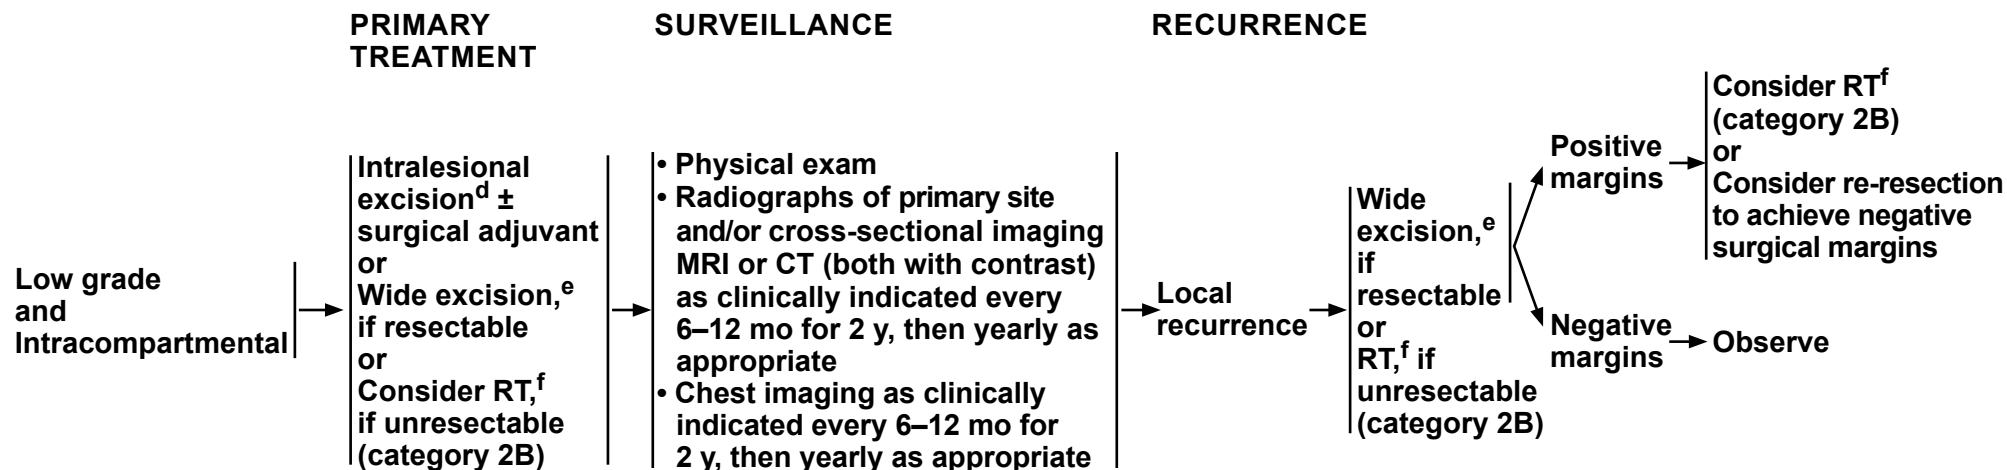 PRIMARY
TREATMENT
SURVEILLANCE
RECURRENCE
Low grade
and
Intracompartmental
Intralesional
excisionᵈ ±
surgical adjuvant
or
Wide excision,ᵉ
if resectable
or
Consider RT,ᶠ
if unresectable
(category 2B)
• Physical exam
• Radiographs of primary site
and/or cross-sectional imaging
MRI or CT (both with contrast)
as clinically indicated every
6–12 mo for 2 y, then yearly as
appropriate
• Chest imaging as clinically
indicated every 6–12 mo for
2 y, then yearly as appropriate
Local
recurrence
Wide
excision,ᵉ
if
resectable
or
RT,ᶠ if
unresectable
(category 2B)
Positive
margins
Consider RTᶠ
(category 2B)
or
Consider re-resection
to achieve negative
surgical margins
Negative
margins
Observe